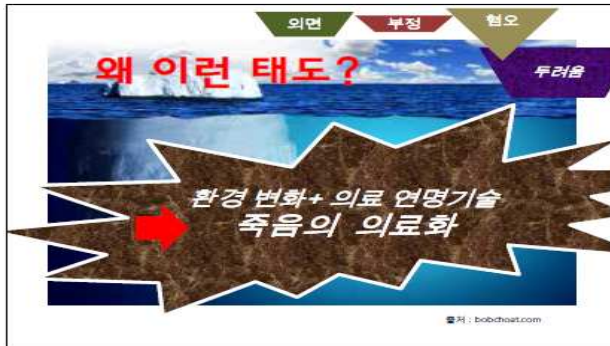 외면 부정 혐오
왜 이런 태도?
두려움
환경 변화+ 의료 연명기술
죽음의 의료화
출처 : bobchoat.com